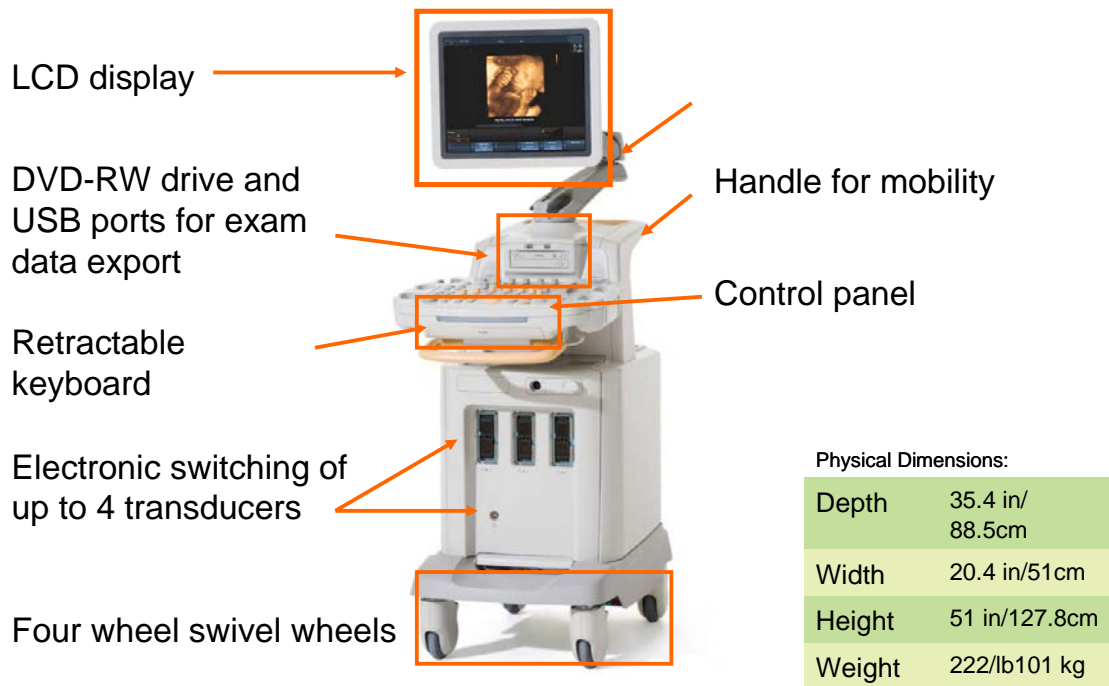 LCD display
DVD-RW drive and
USB ports for exam
data export
Retractable
keyboard
Electronic switching of
up to 4 transducers
Four wheel swivel wheels
Handle for mobility
Control panel
Physical Dimensions:
Depth 35.4 in/
88.5cm
Width 20.4 in/51cm
Height 51 in/127.8cm
Weight 222/lb101 kg